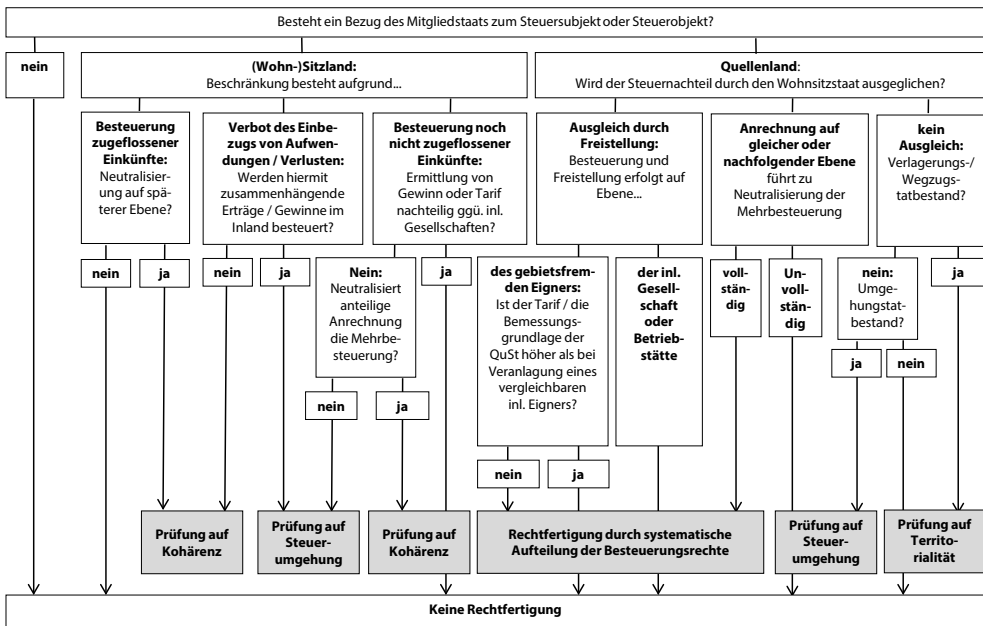 Besteht ein Bezug des Mitgliedstaats zum Steuersubjekt oder Steuerobjekt?
nein
(Wohn-)Sitzland:
Beschränkung besteht aufgrund...
Quellenland:
Wird der Steuernachteil durch den Wohnsitzstaat ausgeglichen?
Besteuerung
zugeflossener
Einkünfte:
Neutralisier-
ung auf spä-
terer Ebene?
Verbot des Einbe-
zugs von Aufwen-
dungen / Verlusten:
Werden hiermit
zusammenhängende
Erträge / Gewinne im
Inland besteuert?
Besteuerung noch
nicht zugeflossener
Einkünfte:
Ermittlung von
Gewinn oder Tarif
nachteilig ggü. inl.
Gesellschaften?
Ausgleich durch
Freistellung:
Besteuerung und
Freistellung erfolgt auf
Ebene...
Anrechnung auf
gleicher oder
nachfolgender Ebene
führt zu
Neutralisierung der
Mehrbesteuerung
kein
Ausgleich:
Verlagerungs-/
Wegzugs-
tatbestand?
nein
ja
nein
ja
Nein:
Neutralisiert
anteilige
Anrechnung
die Mehrbe-
steuerung?
ja
des gebietsfrem-
den Eigners:
Ist der Tarif / die
Bemessungs-
grundlage der
QuSt höher als bei
Veranlagung eines
vergleichbaren
inl. Eigners?
der inl.
Gesell-
schaft
oder
Betrieb-
stätte
voll-
stän-
dig
Un-
voll-
stän-
dig
nein:
Umge-
hungstat-
bestand?
ja
nein
ja
ja
nein
nein
ja
Prüfung auf
Kohärenz
Prüfung auf
Steuer-
umgehung
Prüfung auf
Kohärenz
Rechtfertigung durch systematische
Aufteilung der Besteuerungsrechte
Prüfung auf
Steuer-
umgehung
Prüfung auf
Territo-
rialität
Keine Rechtfertigung